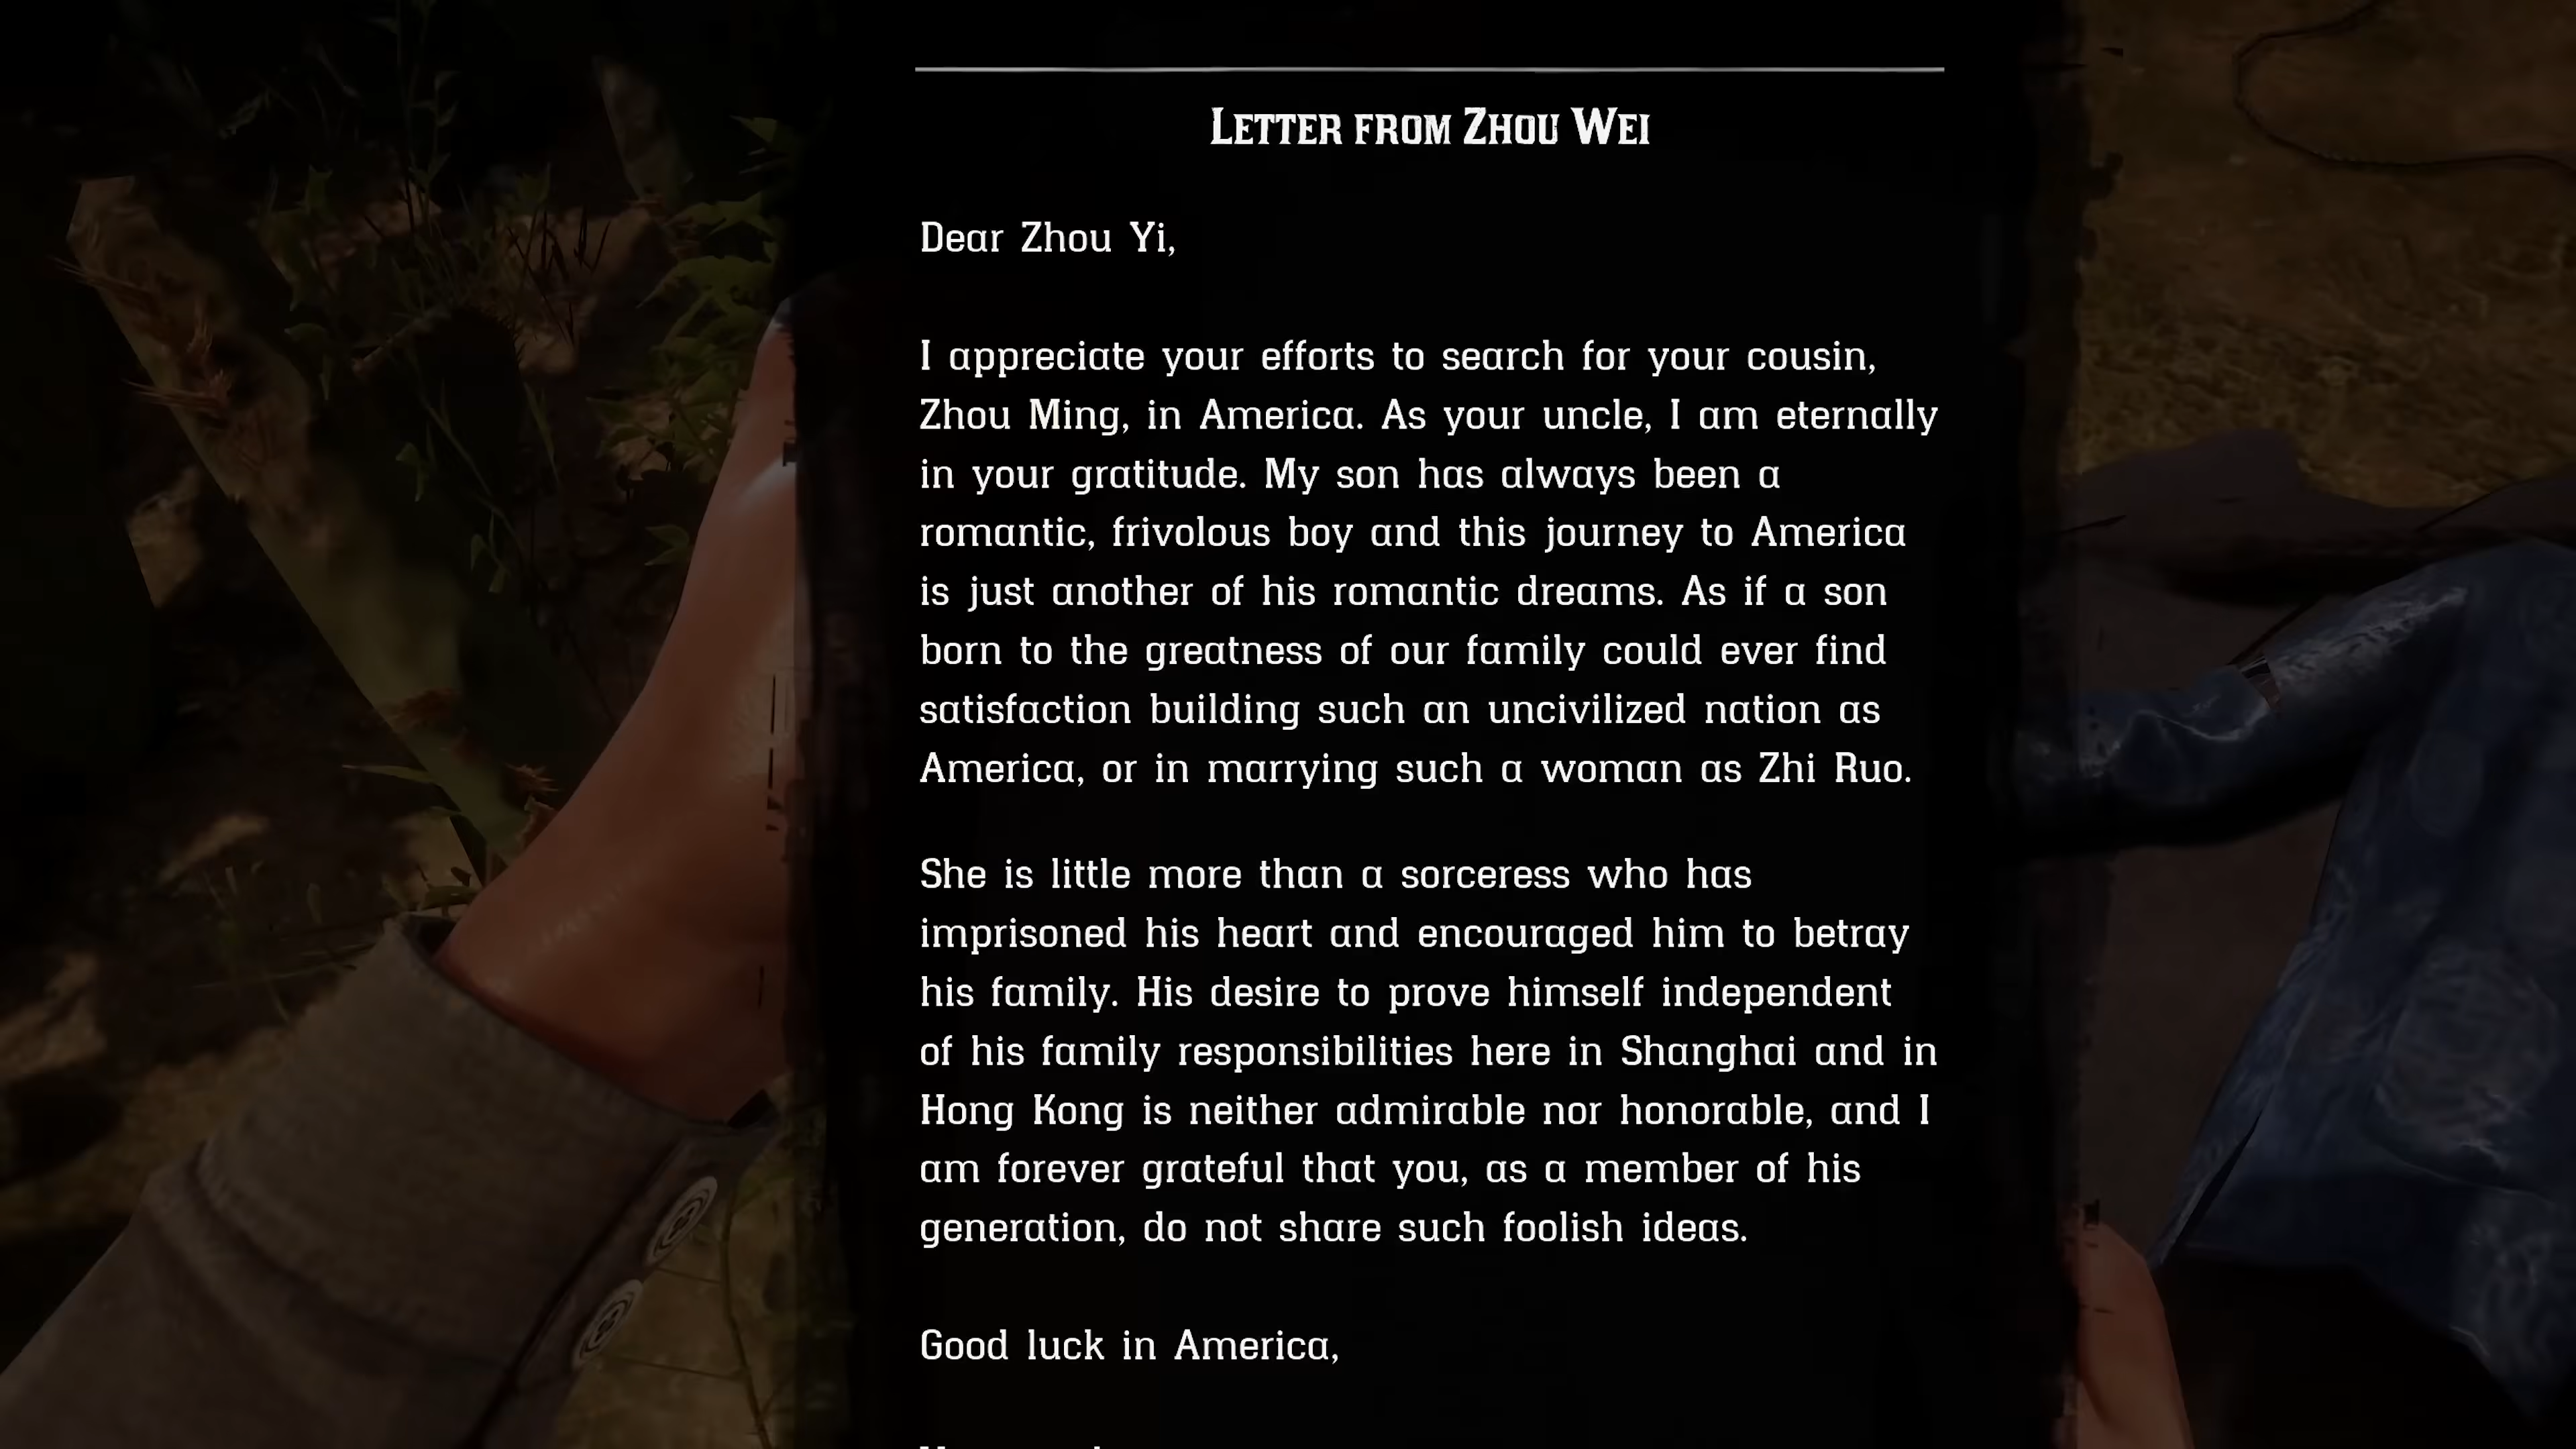 Letter from Zhou Wei
Dear Zhou Yi,
I appreciate your efforts to search for your cousin,
Zhou Ming, in America. As your uncle, I am eternally
in your gratitude. My son has always been a
romantic, frivolous boy and this journey to America
is just another of his romantic dreams. As if a son
born to the greatness of our family could ever find
satisfaction building such an uncivilized nation as
America, or in marrying such a woman as Zhi Ruo.
She is little more than a sorceress who has
imprisoned his heart and encouraged him to betray
his family. His desire to prove himself independent
of his family responsibilities here in Shanghai and in
Hong Kong is neither admirable nor honorable, and I
am forever grateful that you, as a member of his
generation, do not share such foolish ideas.
Good luck in America,